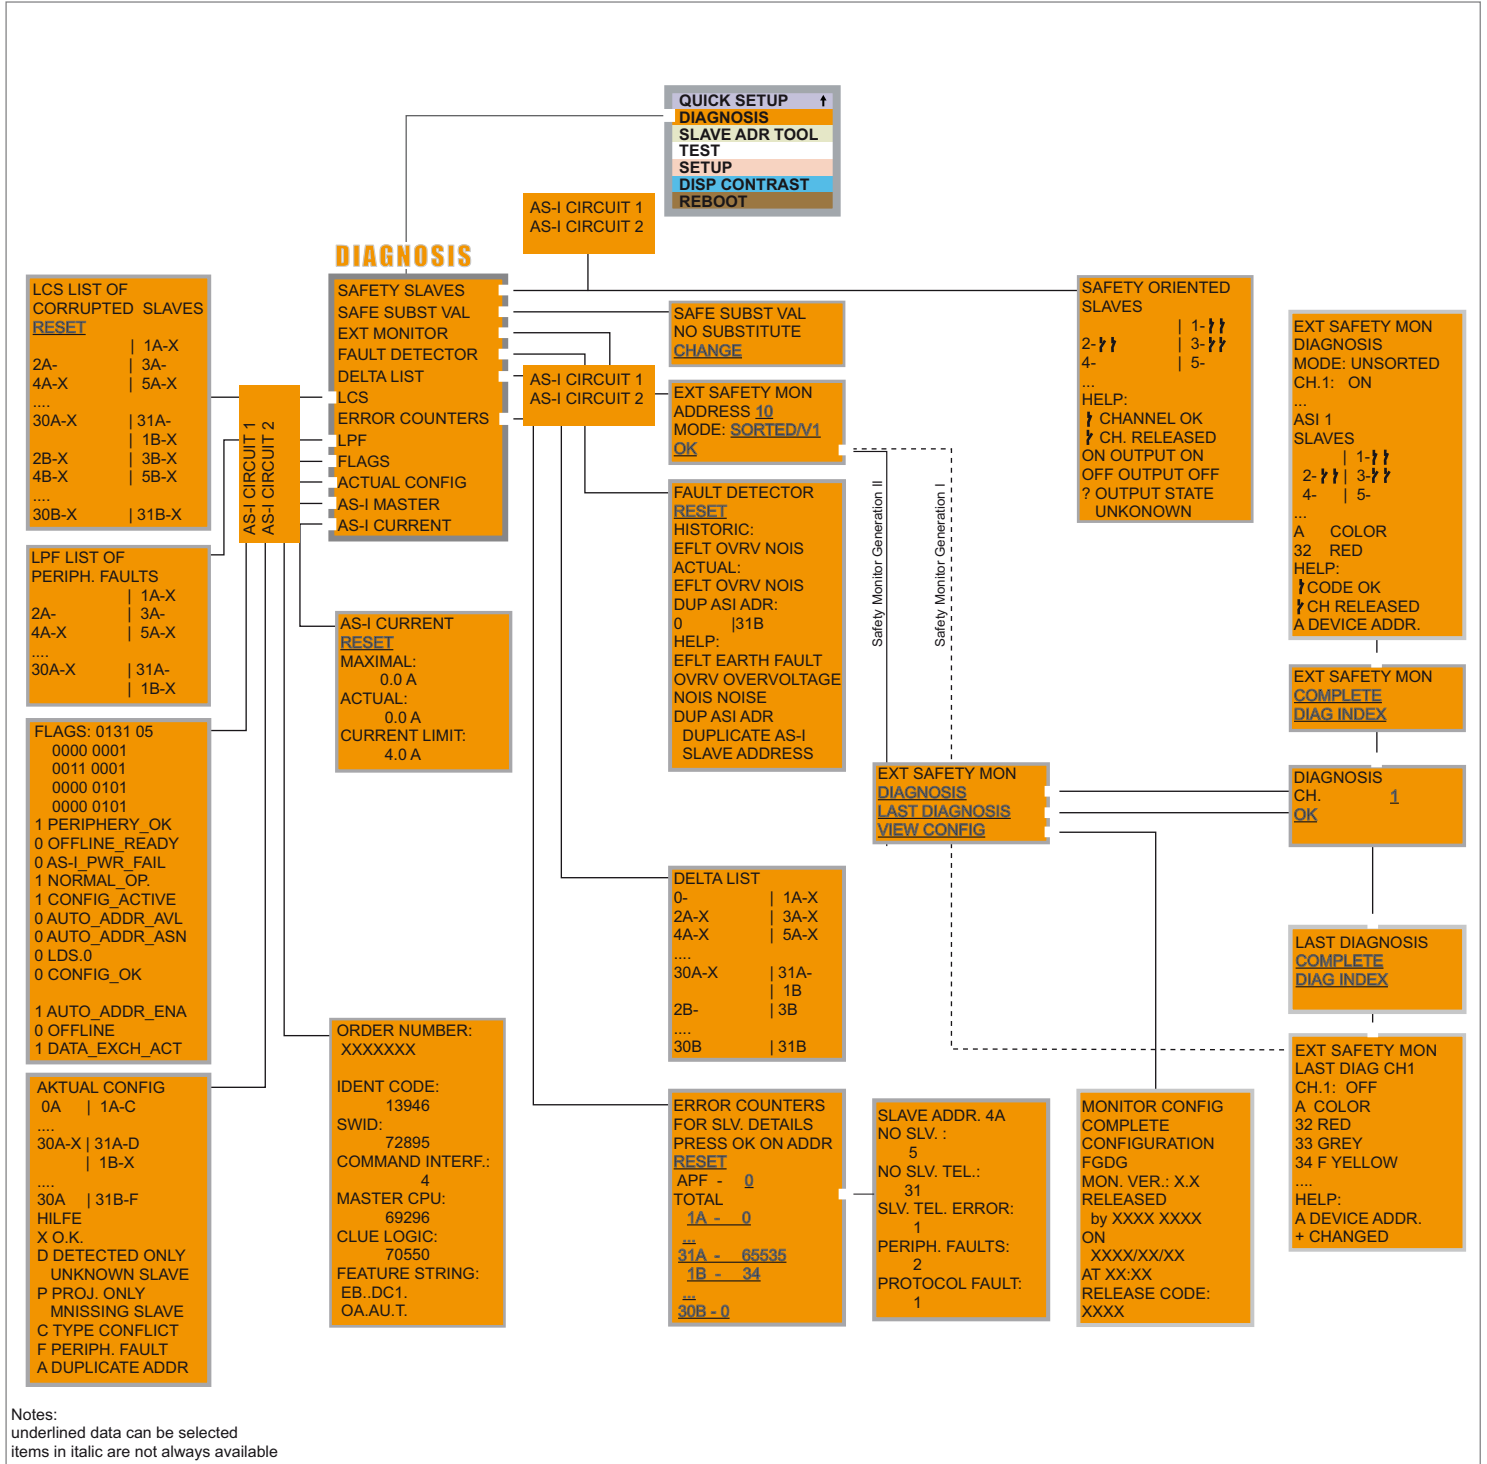 QUICK SETUP
DIAGNOSIS
SLAVE ADR TOOL
TEST
SETUP
DISP CONTRAST
REBOOT
AS-I CIRCUIT 1
AS-I CIRCUIT 2
DIAGNOSIS
SAFETY SLAVES
SAFE SUBST VAL
EXT MONITOR
FAULT DETECTOR
DELTA LIST
LCS
ERROR COUNTERS
LPF
FLAGS
ACTUAL CONFIG
AS-I MASTER
AS-I CURRENT
LCS LIST OF
CORRUPTED SLAVES
RESET
| 1A-X
2A- | 3A-
4A-X | 5A-X
....
30A-X | 31A-
| 1B-X
2B-X | 3B-X
4B-X | 5B-X
....
30B-X | 31B-X
AS-I CIRCUIT 1
AS-I CIRCUIT 2
LPF LIST OF
PERIPH. FAULTS
| 1A-X
2A- | 3A-
4A-X | 5A-X
....
30A-X | 31A-
| 1B-X
FLAGS: 0131 05
0000 0001
0011 0001
0000 0101
0000 0101
1 PERIPHERY_OK
0 OFFLINE_READY
0 AS-I_PWR_FAIL
1 NORMAL_OP.
1 CONFIG_ACTIVE
0 AUTO_ADDR_AVL
0 AUTO_ADDR_ASN
0 LDS.0
0 CONFIG_OK
1 AUTO_ADDR_ENA
0 OFFLINE
1 DATA_EXCH_ACT
AKTUAL CONFIG
0A | 1A-C
....
30A-X | 31A-D
| 1B-X
....
30A | 31B-F
HILFE
X O.K.
D DETECTED ONLY
UNKNOWN SLAVE
P PROJ. ONLY
MNISSING SLAVE
C TYPE CONFLICT
F PERIPH. FAULT
A DUPLICATE ADDR
AS-I CURRENT
RESET
MAXIMAL:
0.0 A
ACTUAL:
0.0 A
CURRENT LIMIT:
4.0 A
ORDER NUMBER:
XXXXXXX
IDENT CODE:
13946
SWID:
72895
COMMAND INTERF.:
4
MASTER CPU:
69296
CLUE LOGIC:
70550
FEATURE STRING:
EB..DC1.
OA.AU.T.
SAFE SUBST VAL
NO SUBSTITUTE
CHANGE
AS-I CIRCUIT 1
AS-I CIRCUIT 2
EXT SAFETY MON
ADDRESS 10
MODE: SORTED/V1
OK
FAULT DETECTOR
RESET
HISTORIC:
EFLT OVRV NOIS
ACTUAL:
EFLT OVRV NOIS
DUP ASI ADR:
0 |31B
HELP:
EFLT EARTH FAULT
OVRV OVERVOLTAGE
NOIS NOISE
DUP ASI ADR
DUPLICATE AS-I
SLAVE ADDRESS
DELTA LIST
0- | 1A-X
2A-X | 3A-X
4A-X | 5A-X
....
30A-X | 31A-
| 1B
2B- | 3B
....
30B | 31B
ERROR COUNTERS
FOR SLV. DETAILS
PRESS OK ON ADDR
RESET
APF - 0
TOTAL
1A - 0
...
31A - 65535
1B - 34
...
30B - 0
SLAVE ADDR. 4A
NO SLV. :
5
NO SLV. TEL.:
31
SLV. TEL. ERROR:
1
PERIPH. FAULTS:
2
PROTOCOL FAULT:
1
Safety Monitor Generation II
Safety Monitor Generation I
EXT SAFETY MON
DIAGNOSIS
LAST DIAGNOSIS
VIEW CONFIG
SAFETY ORIENTED
SLAVES
| 1-
2- | 3-
4- | 5-
...
HELP:
CHANNEL OK
CH. RELEASED
ON OUTPUT ON
OFF OUTPUT OFF
? OUTPUT STATE
UNKONOWN
EXT SAFETY MON
DIAGNOSIS
MODE: UNSORTED
CH.1: ON
...
ASI 1
SLAVES
| 1-
2- | 3-
4- | 5-
...
A COLOR
32 RED
HELP:
CODE OK
CH RELEASED
A DEVICE ADDR.
EXT SAFETY MON
COMPLETE
DIAG INDEX
DIAGNOSIS
CH. 1
OK
LAST DIAGNOSIS
COMPLETE
DIAG INDEX
EXT SAFETY MON
LAST DIAG CH1
CH.1: OFF
A COLOR
32 RED
33 GREY
34 F YELLOW
....
HELP:
A DEVICE ADDR.
+ CHANGED
MONITOR CONFIG
COMPLETE
CONFIGURATION
FGDG
MON. VER.: X.X
RELEASED
by XXXX XXXX
ON
XXXX/XX/XX
AT XX:XX
RELEASE CODE:
XXXX
Notes:
underlined data can be selected
items in italic are not always available